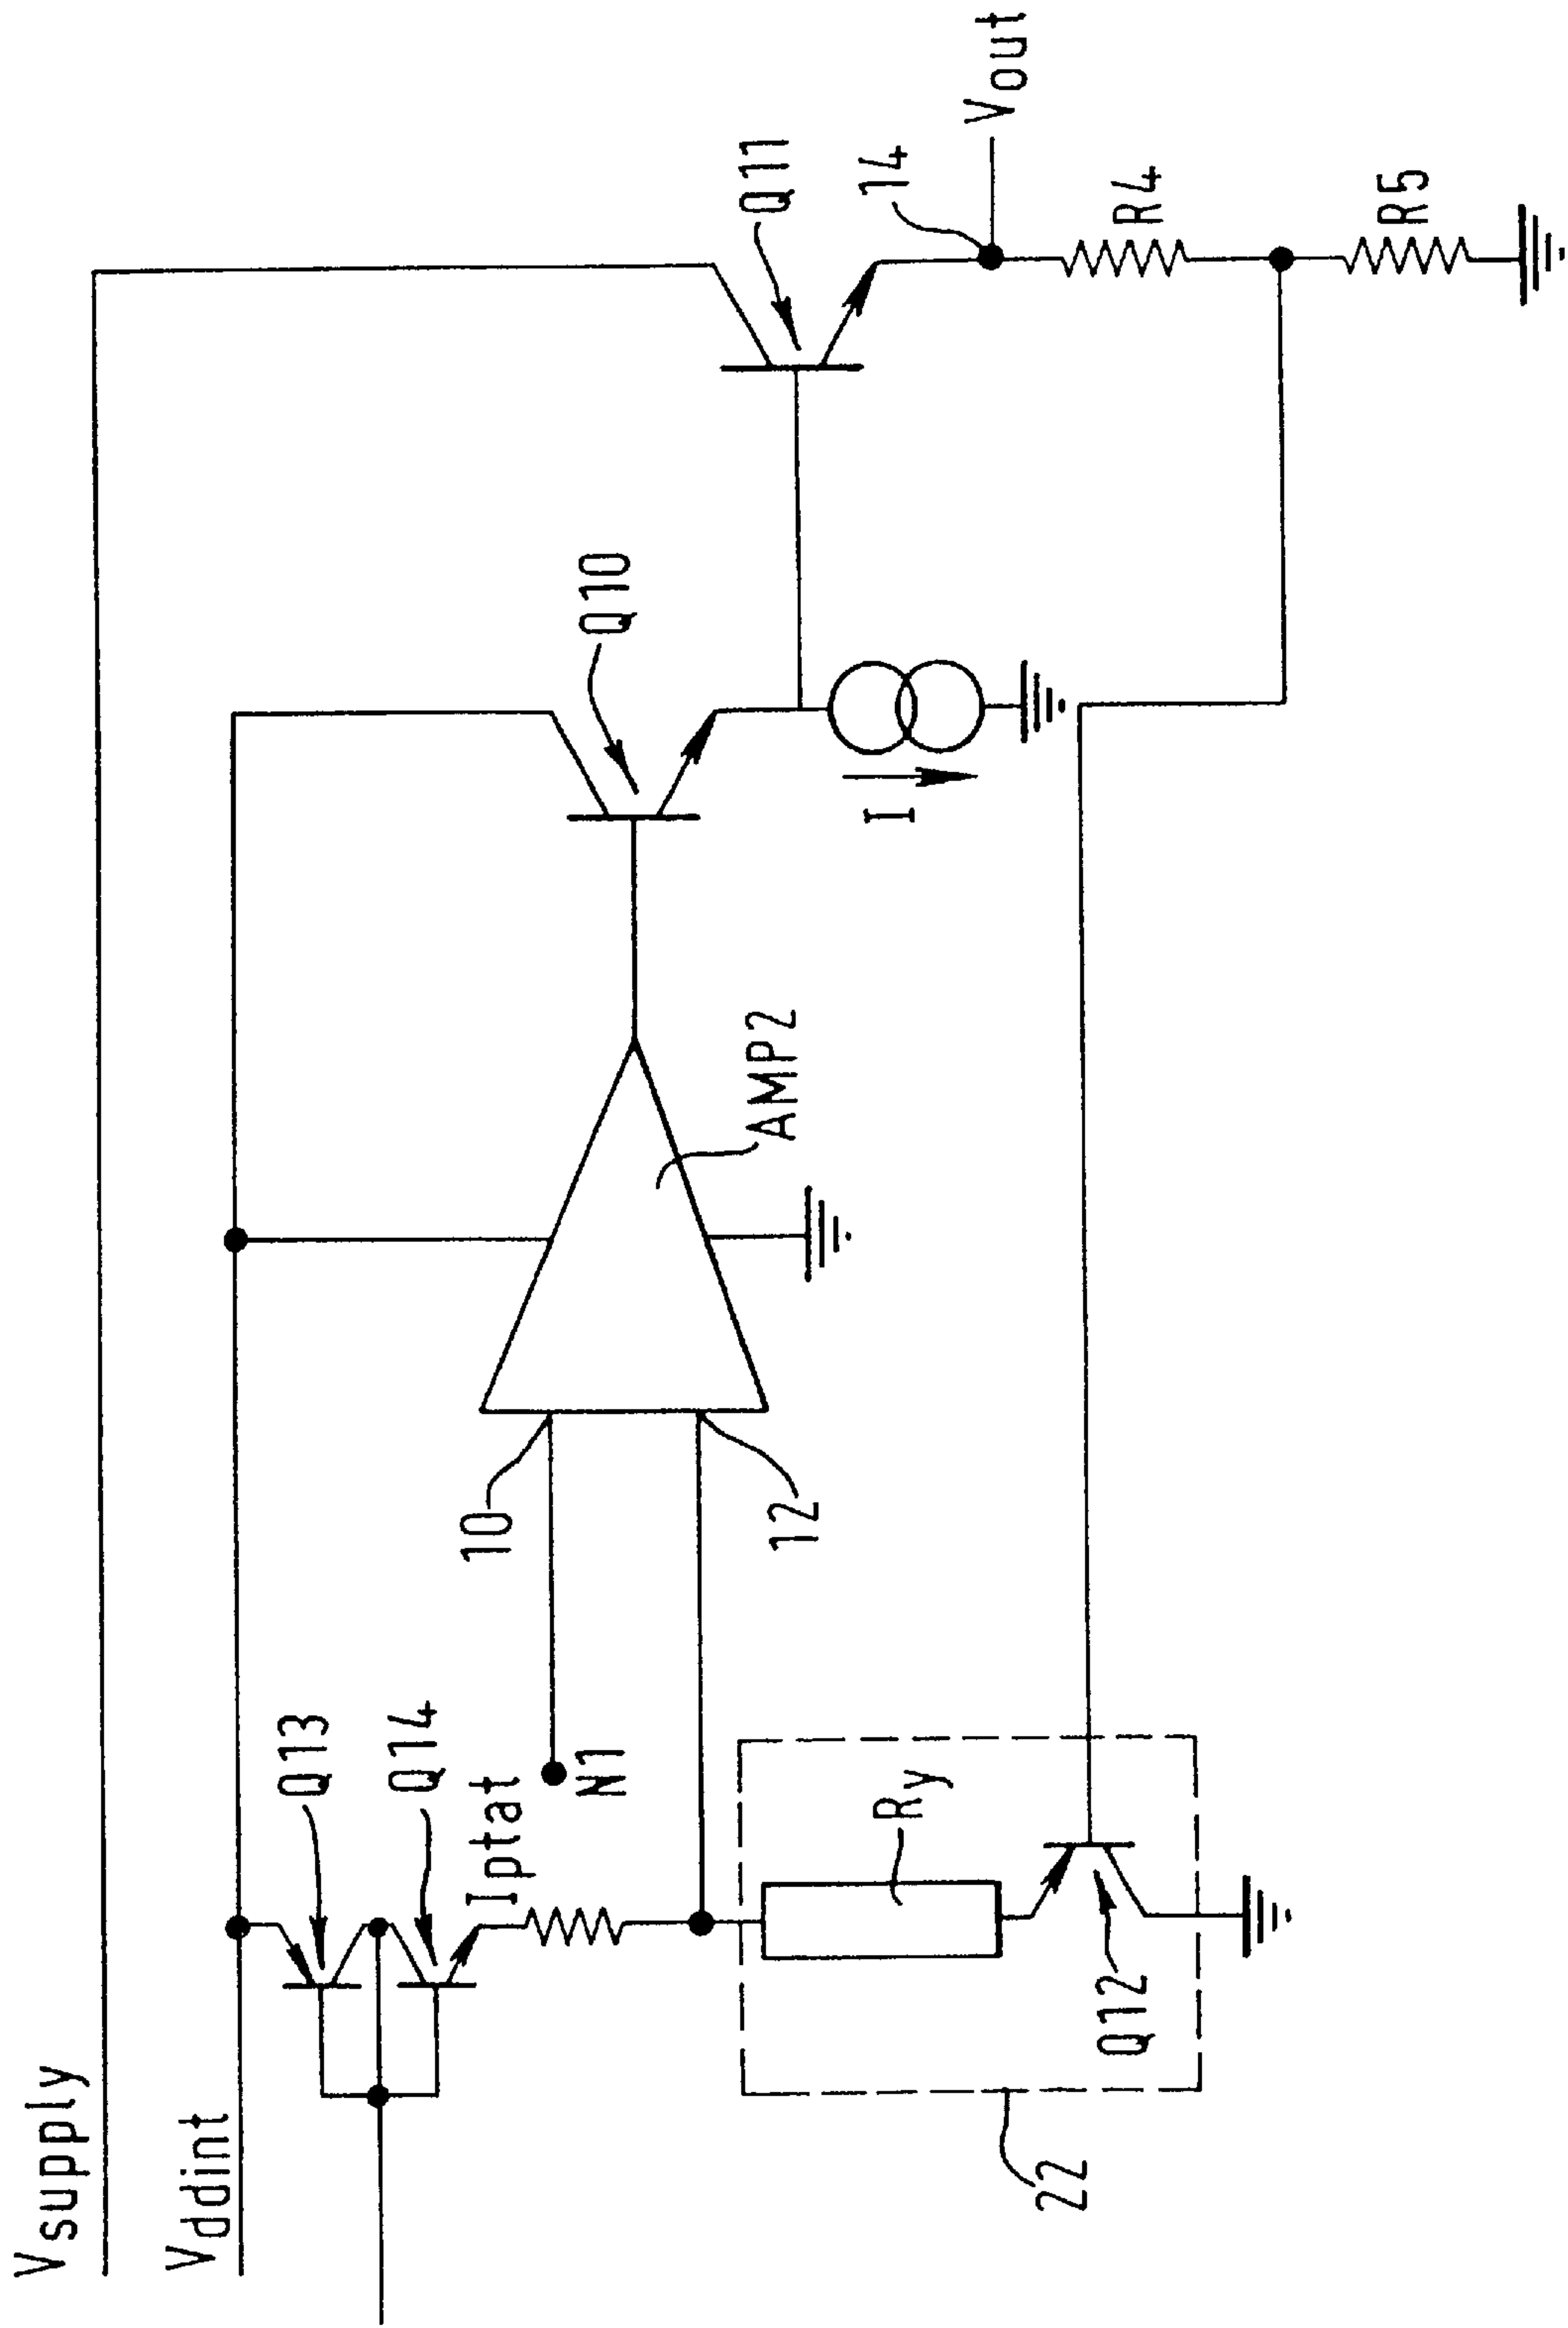 Vsupply
Vddint
Q13
Q14
Iptat
N1
10
12
AMP2
Q10
Q11
I
14
Vout
R4
R5
Ry
Q12
22